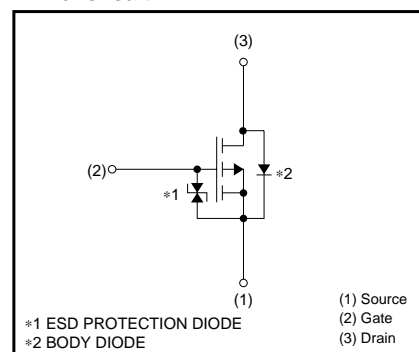 (3)
(2)
∗1
∗2
(1)
∗1 ESD PROTECTION DIODE
∗2 BODY DIODE
(1) Source
(2) Gate
(3) Drain